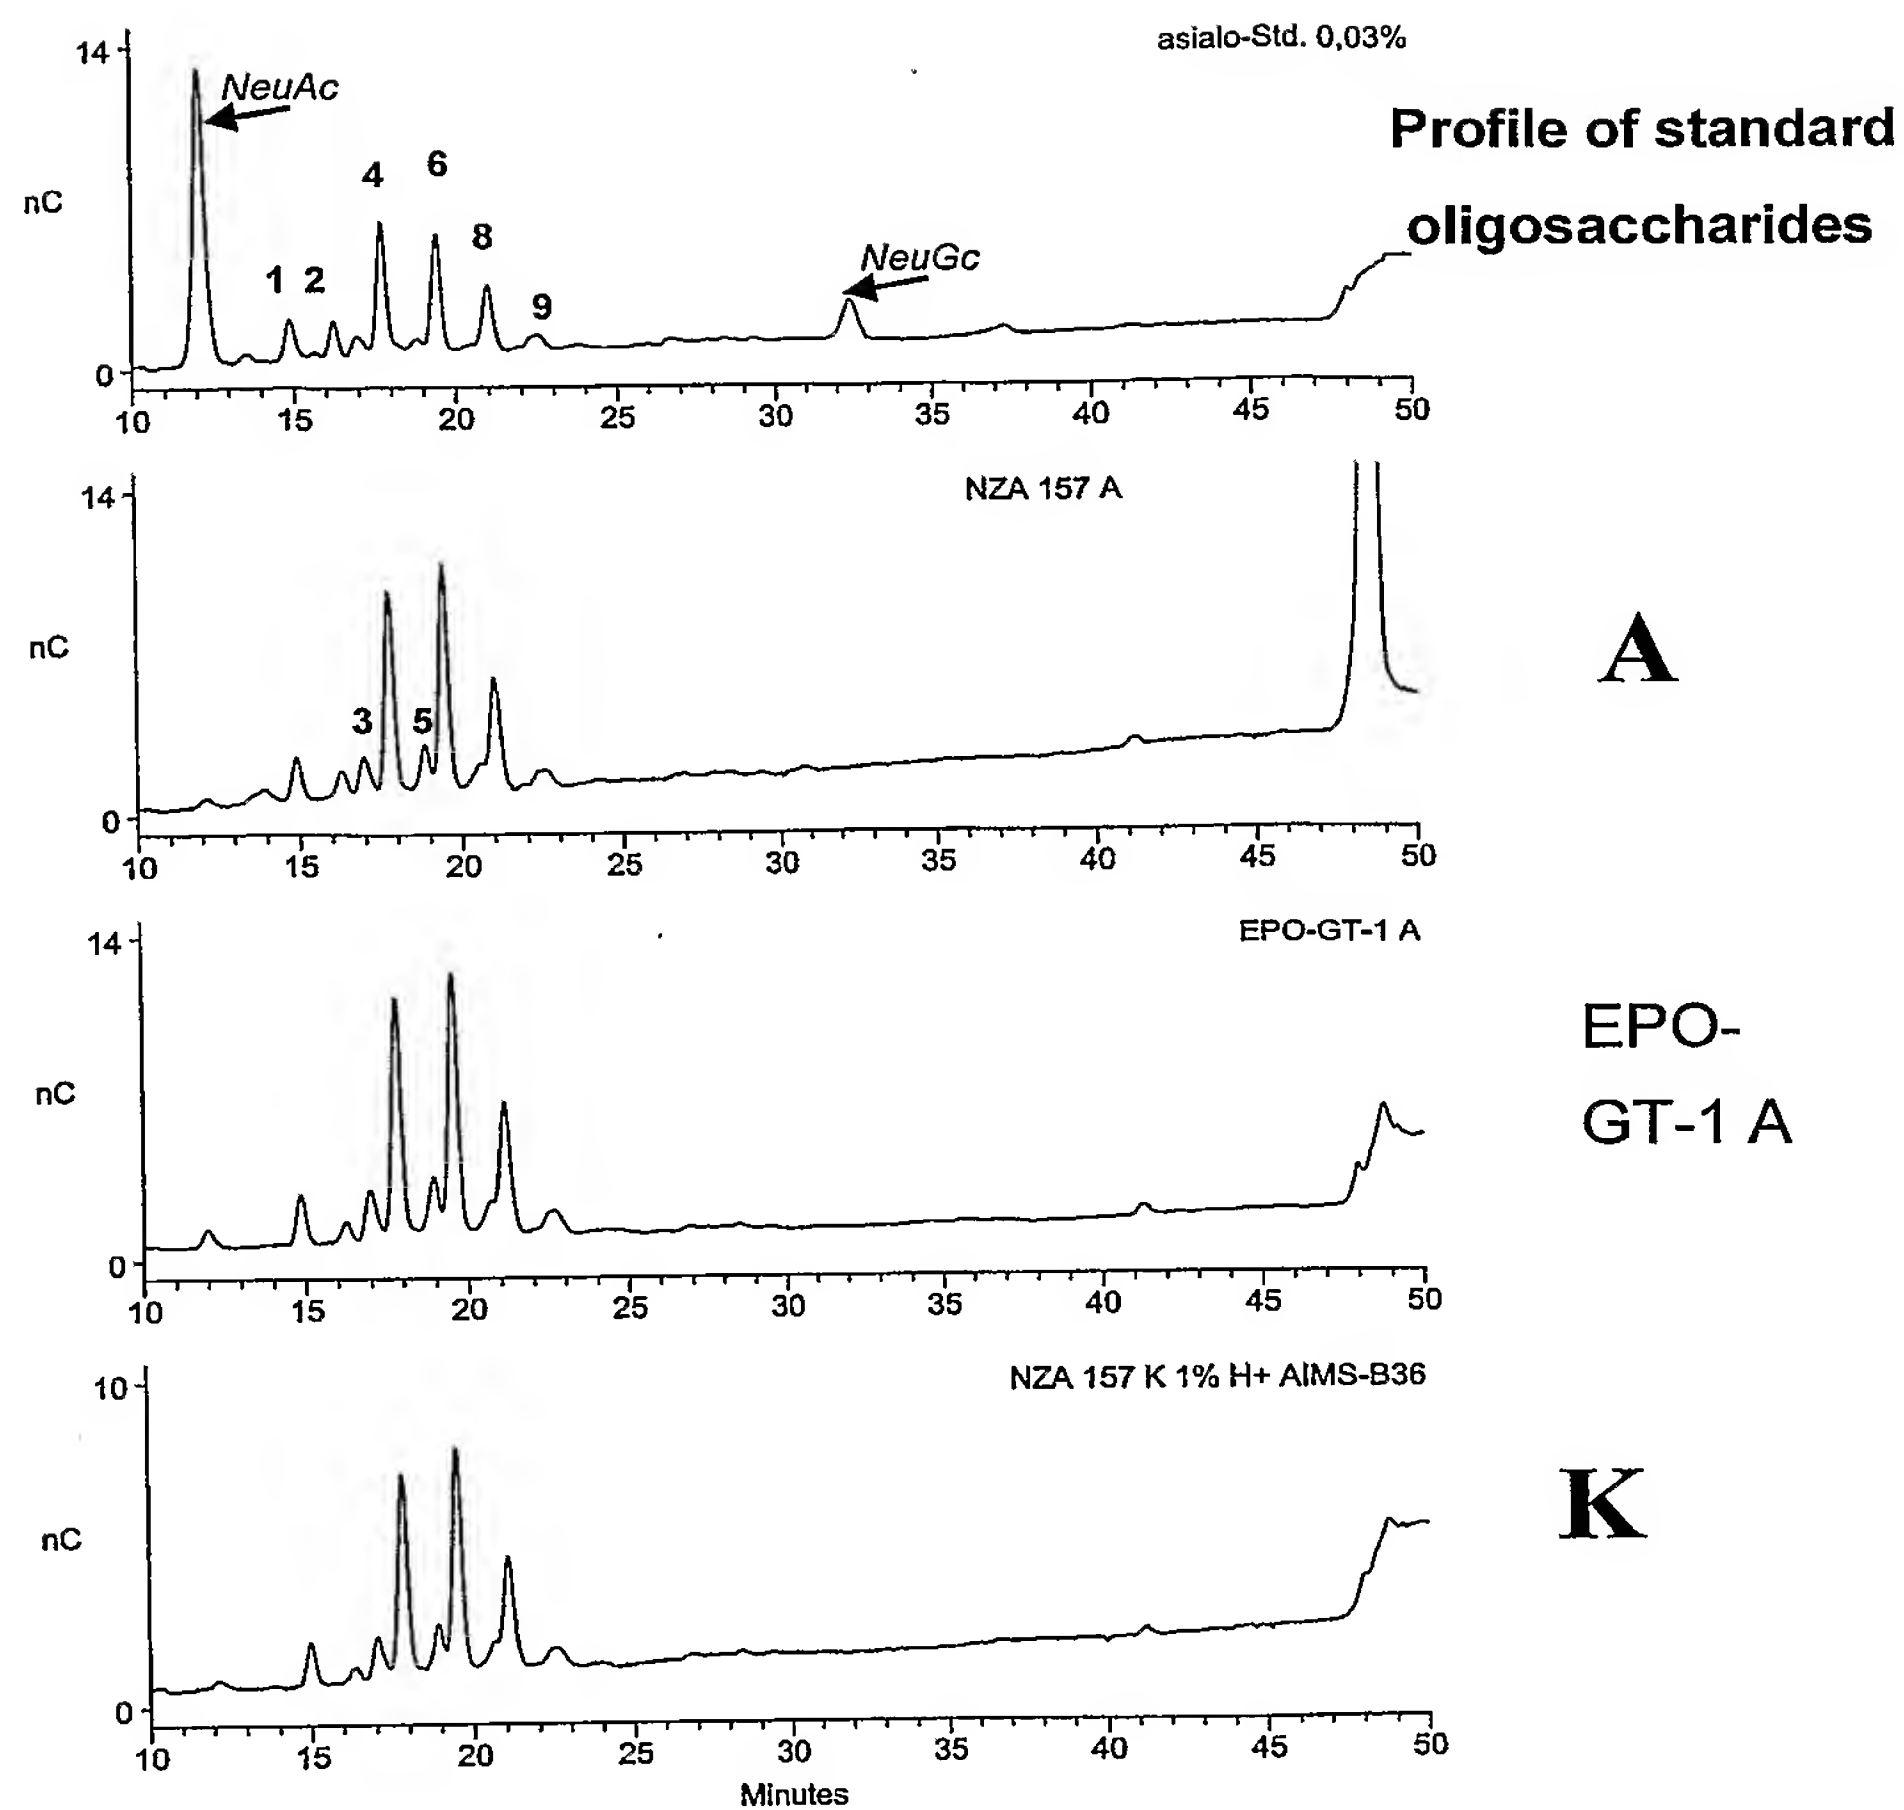 asialo-Std. 0,03%
14
NeuAc
Profile of standard
oligosaccharides
4
6
nC
8
1 2
NeuGc
9
0
10 15 20 25 30 35 40 45 50
NZA 157 A
14
nC
A
3 5
0
10 15 20 25 30 35 40 45 50
EPO-GT-1 A
14
EPO-
GT-1 A
nC
0
10 15 20 25 30 35 40 45 50
NZA 157 K 1% H+ AIMS-B36
10
K
nC
0
10 15 20 25 30 35 40 45 50
Minutes